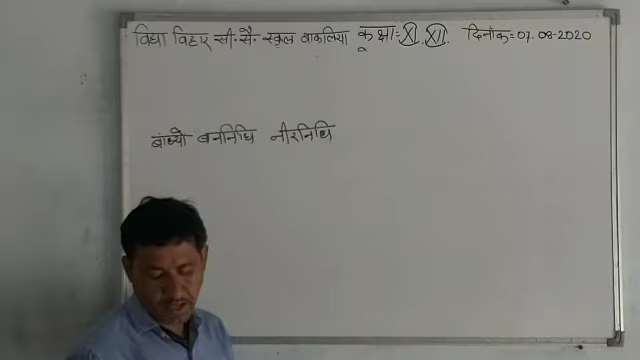 विद्या विहार सी॰ सै॰ स्कूल बाकलिया कक्षाः- XI, XII. दिनांक = 07-08-2020
बांध्यो बननिधि नीरनिधि